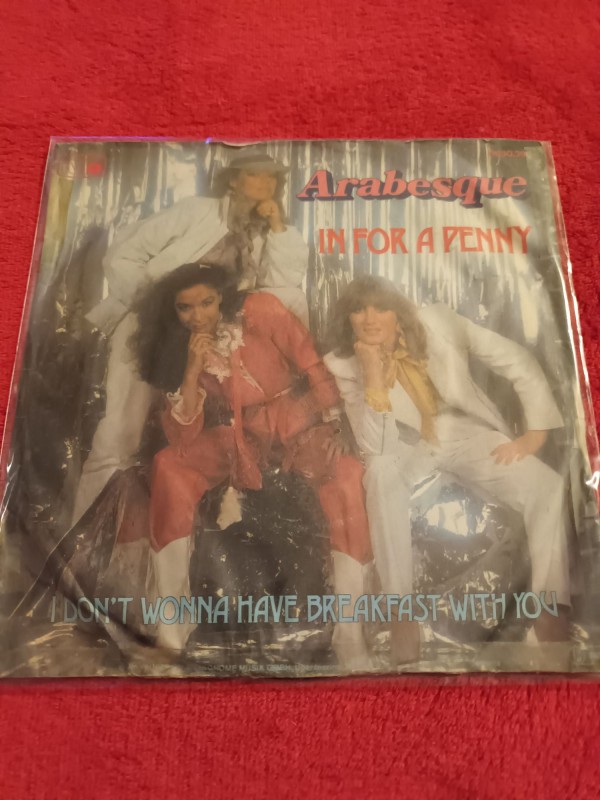 Arabesque
IN FOR A PENNY
I DON'T WONNA HAVE BREAKFAST WITH YOU